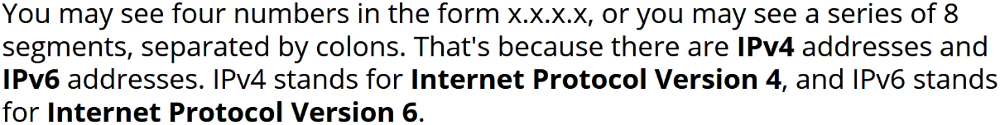 You may see four numbers in the form x.x.x.x, or you may see a series of 8
segments, separated by colons. That's because there are IPv4 addresses and
IPv6 addresses. IPv4 stands for Internet Protocol Version 4, and IPv6 stands
for Internet Protocol Version 6.